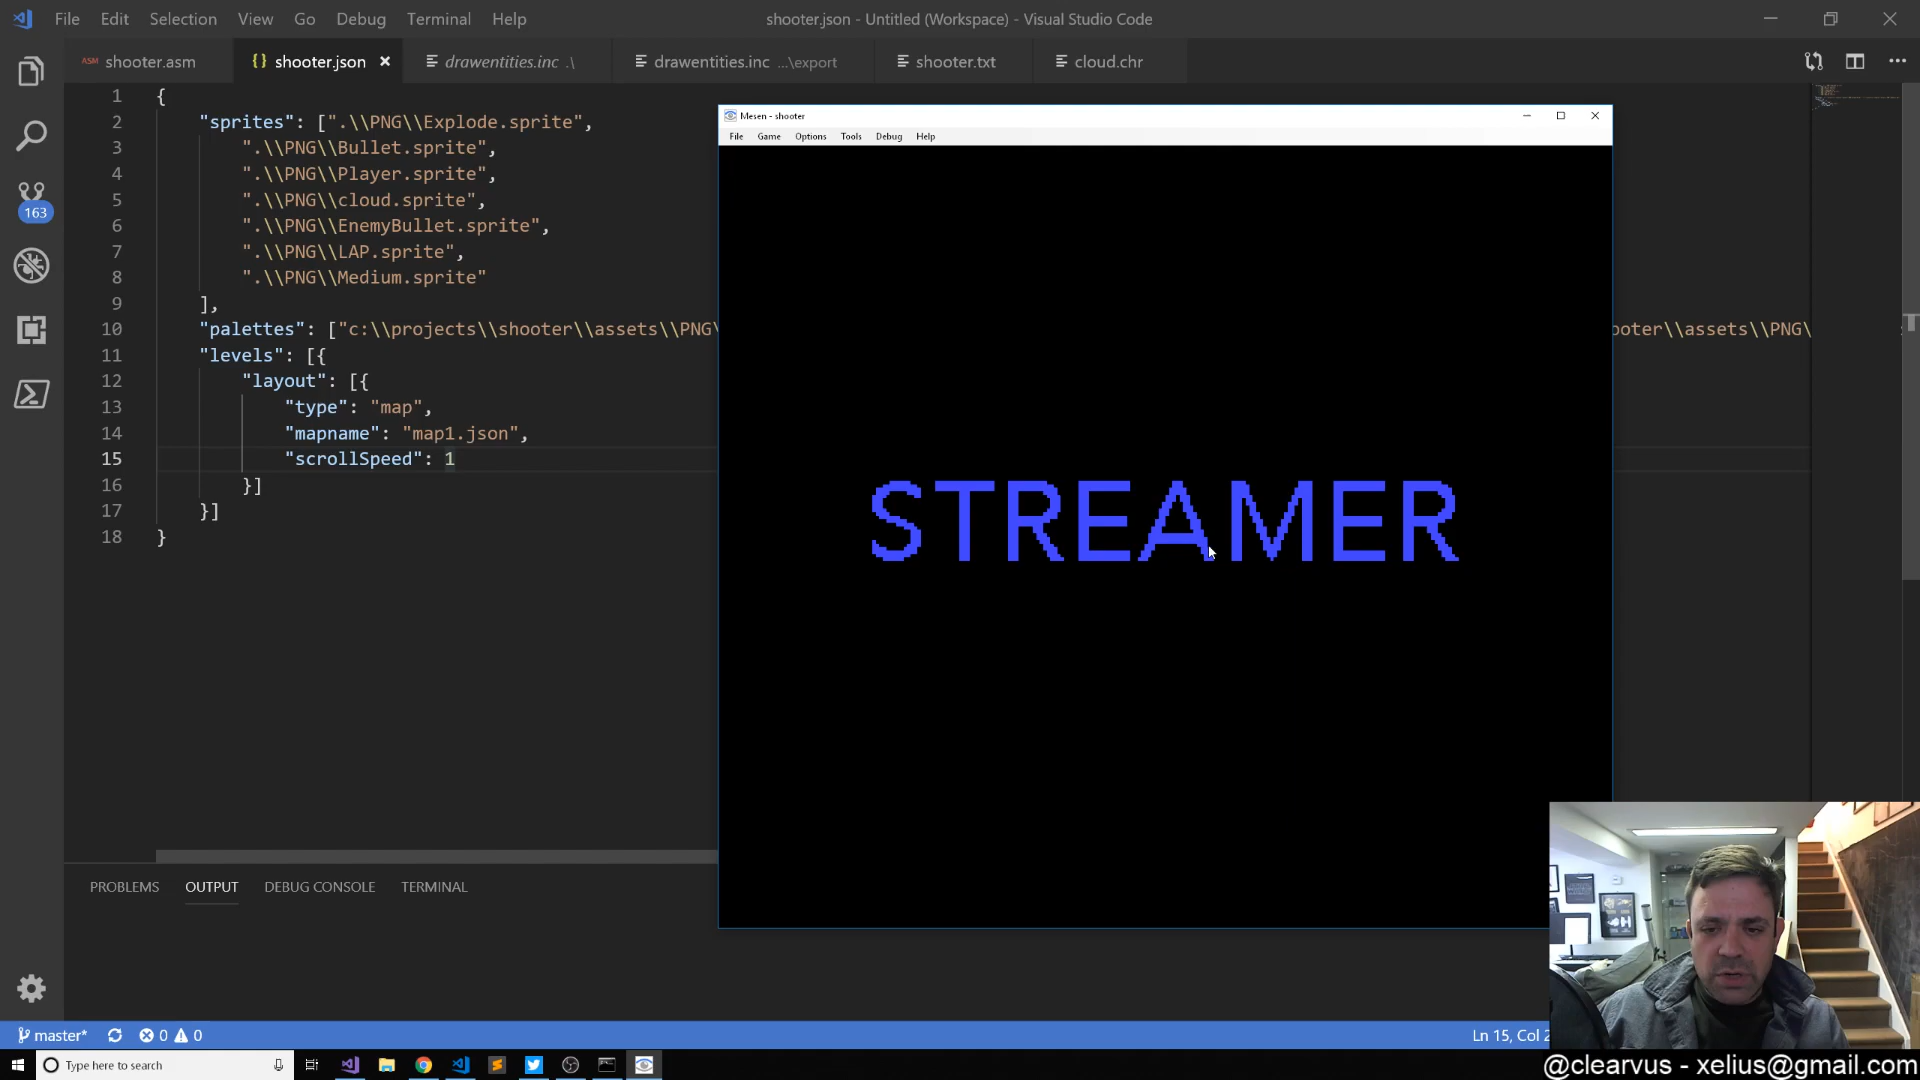 File Edit Selection View Go Debug Terminal Help
shooter.json - Untitled (Workspace) - Visual Studio Code
ASM shooter.asm
{} shooter.json ×
drawentities.inc .\
drawentities.inc ...\export
shooter.txt
cloud.chr
163
1 {
2 "sprites": [".\\PNG\\Explode.sprite",
3 ".\\PNG\\Bullet.sprite",
4 ".\\PNG\\Player.sprite",
5 ".\\PNG\\cloud.sprite",
6 ".\\PNG\\EnemyBullet.sprite",
7 ".\\PNG\\LAP.sprite",
8 ".\\PNG\\Medium.sprite"
9 ],
10 "palettes": ["c:\\projects\\shooter\\assets\\PNG\ ooter\\assets\\PNG\
11 "levels": [{
12 "layout": [{
13 "type": "map",
14 "mapname": "map1.json",
15 "scrollSpeed": 1
16 }]
17 }]
18 }
Mesen - shooter
File Game Options Tools Debug Help
STREAMER
PROBLEMS OUTPUT DEBUG CONSOLE TERMINAL
master* 0 0
Ln 15, Col 2
Type here to search
@clearvus - xelius@gmail.com